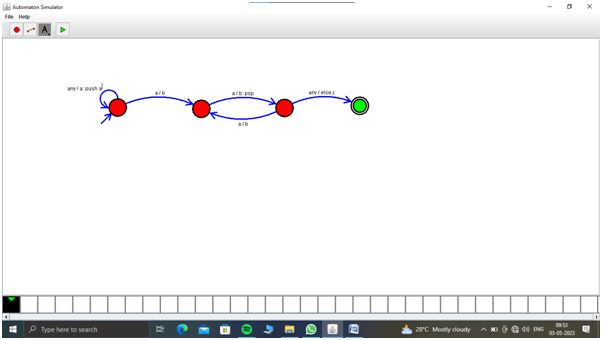 Automaton Simulator
File Help
A
any / a: push a
a / b
a / b: pop
any / else,ε
a / b
Type here to search
28°C Mostly cloudy
ENG
09:53
03-05-2023